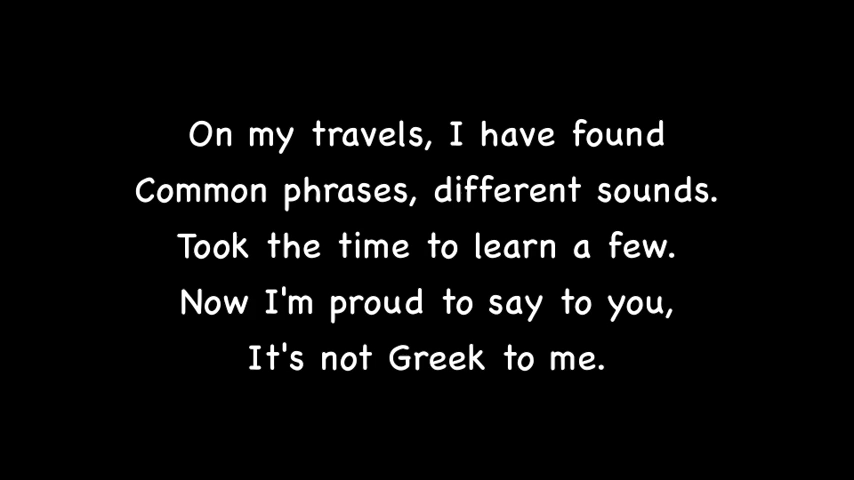 On my travels, I have found
Common phrases, different sounds.
Took the time to learn a few.
Now I'm proud to say to you,
It's not Greek to me.